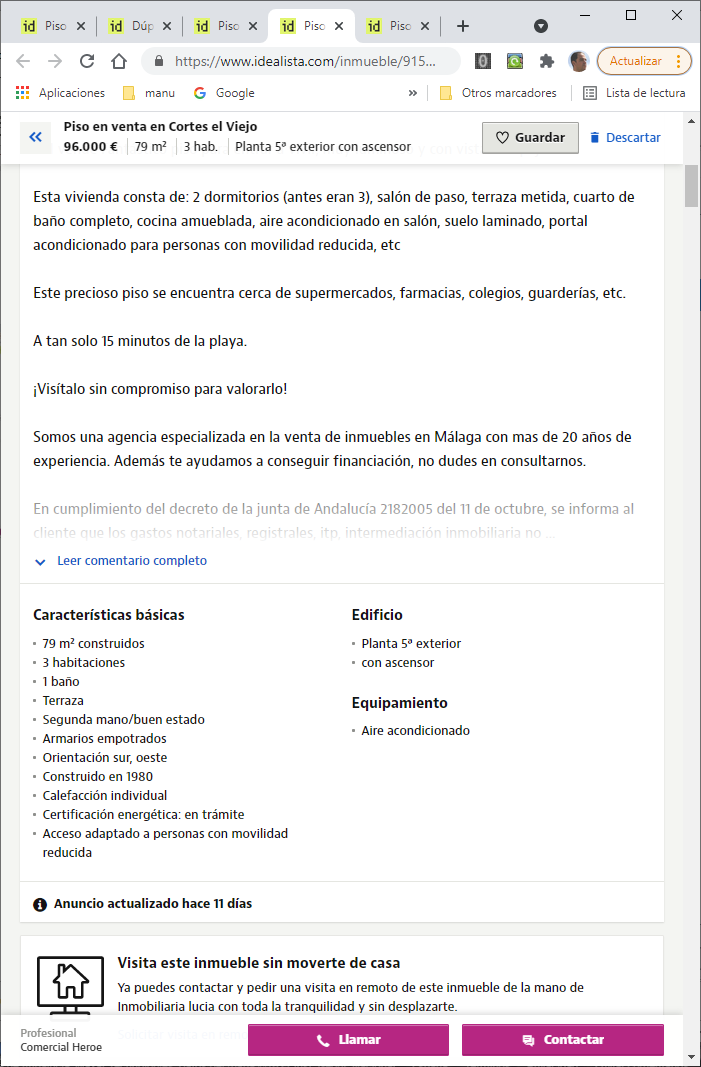 id Piso
id Dúp
id Piso
id Piso
id Piso
https://www.idealista.com/inmueble/915...
Actualizar
Aplicaciones
manu
Google
»
Otros marcadores
Lista de lectura
Piso en venta en Cortes el Viejo
96.000 € 79 m² 3 hab. Planta 5ª exterior con ascensor
Guardar
Descartar
Esta vivienda consta de: 2 dormitorios (antes eran 3), salón de paso, terraza metida, cuarto de
baño completo, cocina amueblada, aire acondicionado en salón, suelo laminado, portal
acondicionado para personas con movilidad reducida, etc
Este precioso piso se encuentra cerca de supermercados, farmacias, colegios, guarderías, etc.
A tan solo 15 minutos de la playa.
¡Visítalo sin compromiso para valorarlo!
Somos una agencia especializada en la venta de inmuebles en Málaga con mas de 20 años de
experiencia. Además te ayudamos a conseguir financiación, no dudes en consultarnos.
En cumplimiento del decreto de la junta de Andalucía 2182005 del 11 de octubre, se informa al
cliente que los gastos notariales, registrales, itp, intermediación inmobiliaria no ...
Leer comentario completo
Características básicas
79 m² construidos
3 habitaciones
1 baño
Terraza
Segunda mano/buen estado
Armarios empotrados
Orientación sur, oeste
Construido en 1980
Calefacción individual
Certificación energética: en trámite
Acceso adaptado a personas con movilidad
reducida
Edificio
Planta 5ª exterior
con ascensor
Equipamiento
Aire acondicionado
Anuncio actualizado hace 11 días
Visita este inmueble sin moverte de casa
Ya puedes contactar y pedir una visita en remoto de este inmueble de la mano de
Inmobiliaria lucia con toda la tranquilidad y sin desplazarte.
Profesional
Comercial Heroe
Llamar
Contactar